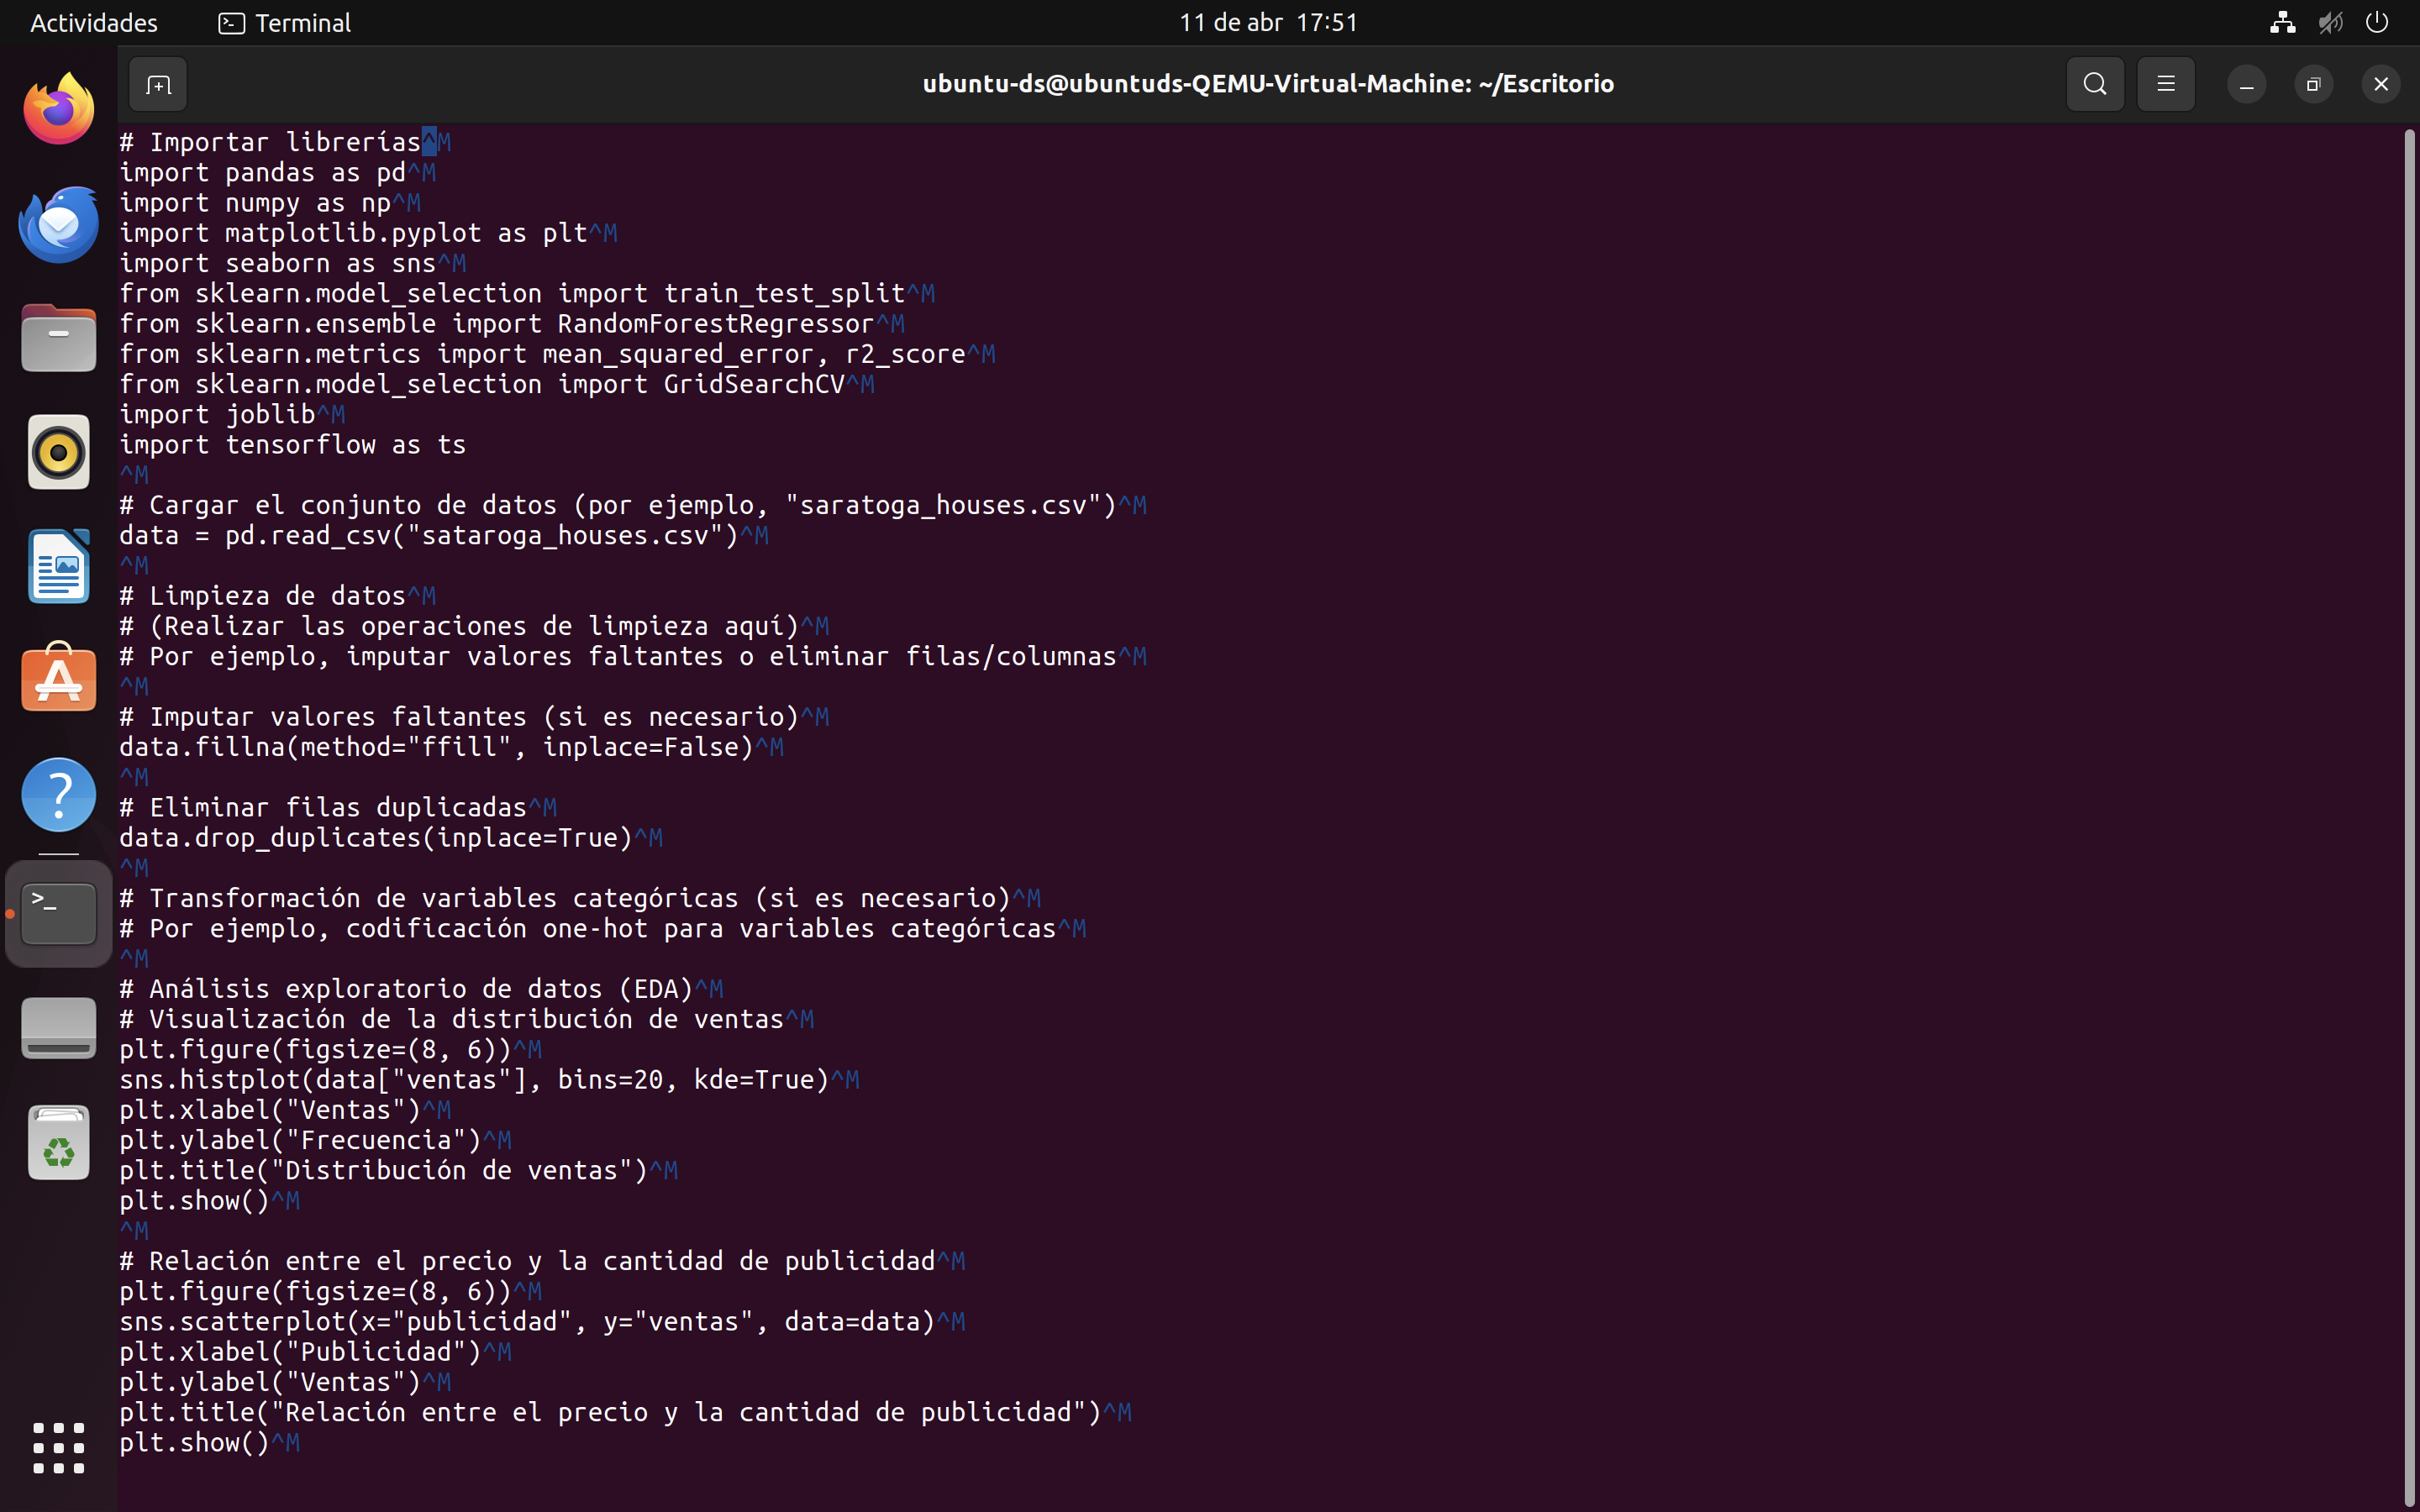 Actividades
Terminal
11 de abr 17:51
ubuntu-ds@ubuntuds-QEMU-Virtual-Machine: ~/Escritorio
# Importar librerías^M
import pandas as pd^M
import numpy as np^M
import matplotlib.pyplot as plt^M
import seaborn as sns^M
from sklearn.model_selection import train_test_split^M
from sklearn.ensemble import RandomForestRegressor^M
from sklearn.metrics import mean_squared_error, r2_score^M
from sklearn.model_selection import GridSearchCV^M
import joblib^M
import tensorflow as ts
^M
# Cargar el conjunto de datos (por ejemplo, "saratoga_houses.csv")^M
data = pd.read_csv("sataroga_houses.csv")^M
^M
# Limpieza de datos^M
# (Realizar las operaciones de limpieza aquí)^M
# Por ejemplo, imputar valores faltantes o eliminar filas/columnas^M
^M
# Imputar valores faltantes (si es necesario)^M
data.fillna(method="ffill", inplace=False)^M
^M
# Eliminar filas duplicadas^M
data.drop_duplicates(inplace=True)^M
^M
# Transformación de variables categóricas (si es necesario)^M
# Por ejemplo, codificación one-hot para variables categóricas^M
^M
# Análisis exploratorio de datos (EDA)^M
# Visualización de la distribución de ventas^M
plt.figure(figsize=(8, 6))^M
sns.histplot(data["ventas"], bins=20, kde=True)^M
plt.xlabel("Ventas")^M
plt.ylabel("Frecuencia")^M
plt.title("Distribución de ventas")^M
plt.show()^M
^M
# Relación entre el precio y la cantidad de publicidad^M
plt.figure(figsize=(8, 6))^M
sns.scatterplot(x="publicidad", y="ventas", data=data)^M
plt.xlabel("Publicidad")^M
plt.ylabel("Ventas")^M
plt.title("Relación entre el precio y la cantidad de publicidad")^M
plt.show()^M